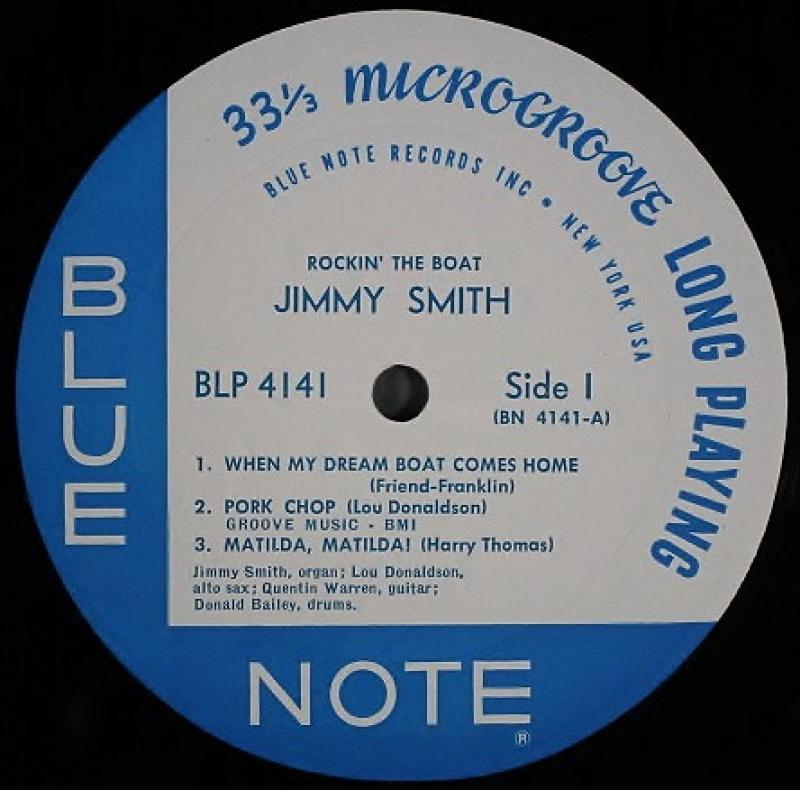 33⅓ MICROGROOVE LONG PLAYING
BLUE NOTE RECORDS INC • NEW YORK USA
ROCKIN' THE BOAT
JIMMY SMITH
BLP 4141
Side 1
(BN 4141-A)
1. WHEN MY DREAM BOAT COMES HOME
(Friend-Franklin)
2. PORK CHOP (Lou Donaldson)
GROOVE MUSIC - BMI
3. MATILDA, MATILDA! (Harry Thomas)
Jimmy Smith, organ; Lou Donaldson,
alto sax; Quentin Warren, guitar;
Donald Bailey, drums.
BLUE
NOTE
®